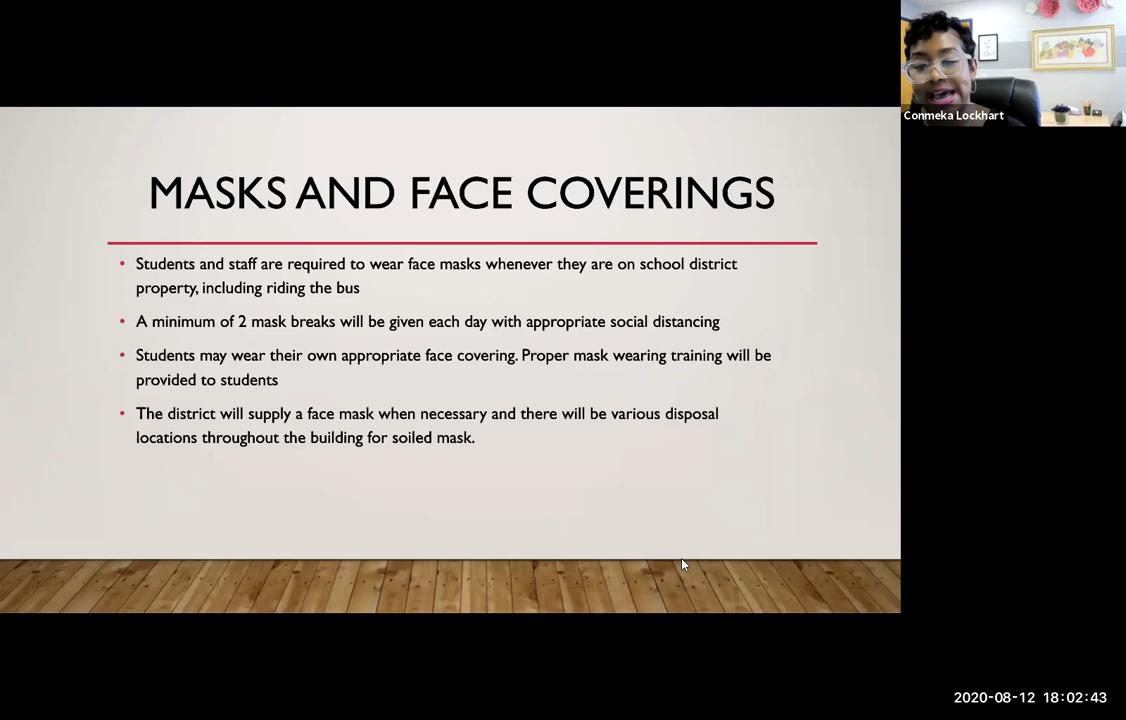 Conmeka Lockhart
MASKS AND FACE COVERINGS
• Students and staff are required to wear face masks whenever they are on school district
property, including riding the bus
• A minimum of 2 mask breaks will be given each day with appropriate social distancing
• Students may wear their own appropriate face covering. Proper mask wearing training will be
provided to students
• The district will supply a face mask when necessary and there will be various disposal
locations throughout the building for soiled mask.
2020-08-12 18:02:43